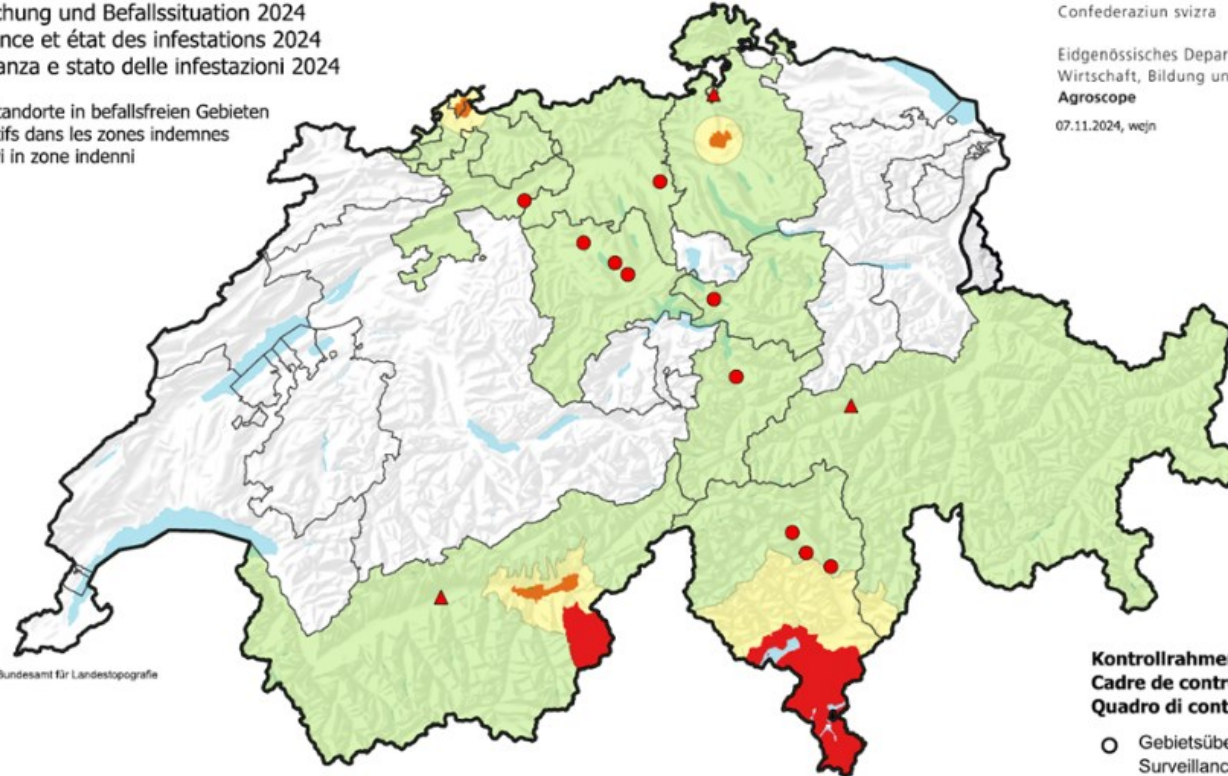 chung und Befallssituation 2024
nce et état des infestations 2024
anza e stato delle infestazioni 2024
tandorte in befallsfreien Gebieten
tifs dans les zones indemnes
i in zone indenni
Confederaziun svizra
Eidgenössisches Depar
Wirtschaft, Bildung un
Agroscope
07.11.2024, wejn
Bundesamt für Landestopografie
Kontrollrahme
Cadre de contr
Quadro di cont
Gebietsübe
Surveillanc